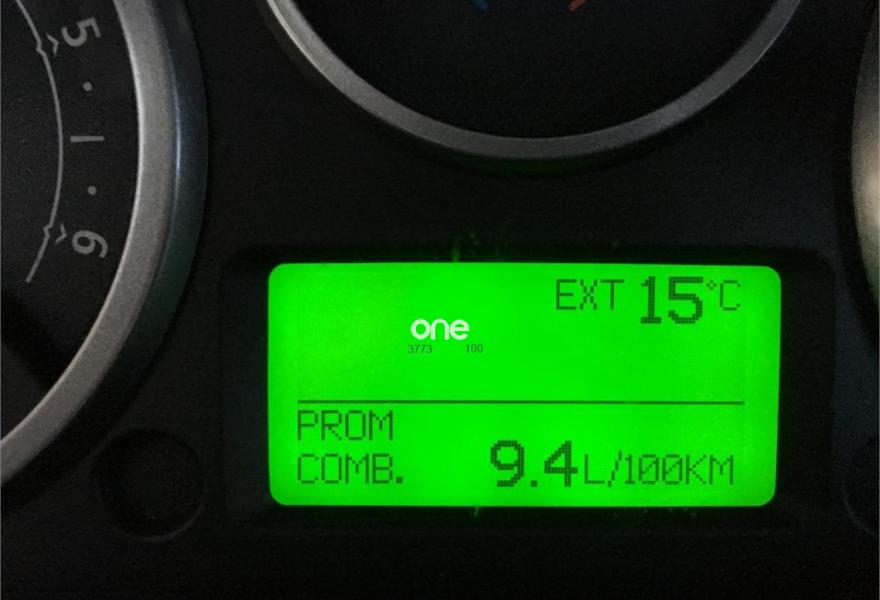 5
1
6
EXT 15°C
one
3773 100
PROM
COMB. 9.4L/100KM